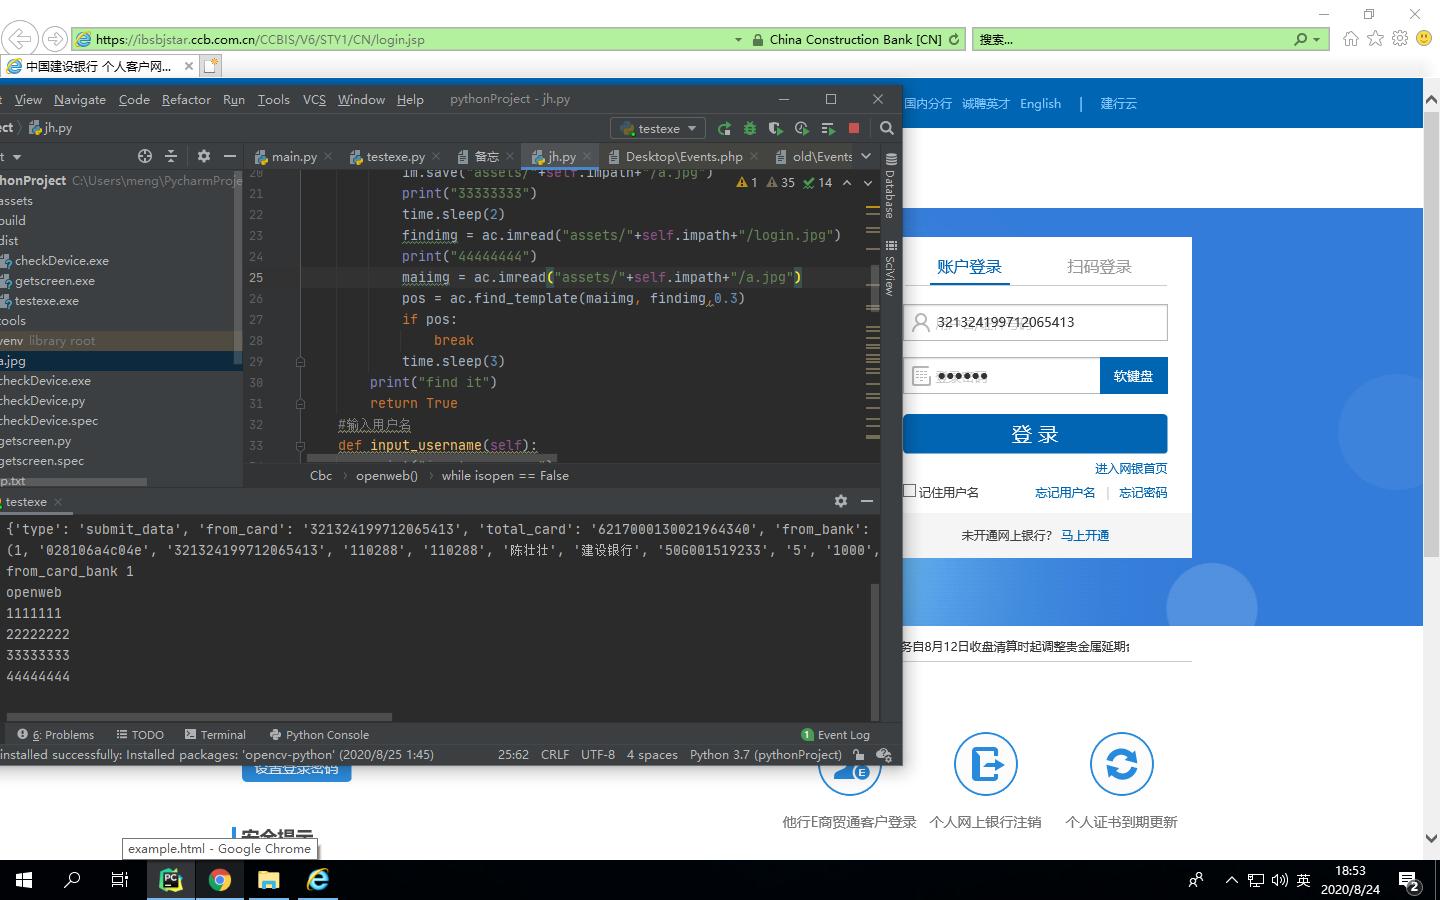 https://ibsbjstar.ccb.com.cn/CCBIS/V6/STY1/CN/login.jsp
China Construction Bank [CN]
搜索...
中国建设银行 个人客户网...
View Navigate Code Refactor Run Tools VCS Window Help
pythonProject - jh.py
国内分行 诚聘英才 English | 建行云
jh.py
testexe
main.py
testexe.py
备忘
jh.py
Desktop\Events.php
old\Events
Database
SciView
thonProject C:\Users\meng\PycharmProje
assets
build
dist
checkDevice.exe
getscreen.exe
testexe.exe
tools
venv library root
a.jpg
checkDevice.exe
checkDevice.py
checkDevice.spec
getscreen.py
getscreen.spec
p.txt
1 35 14
20 im.save("assets/"+self.impath+"/a.jpg")
21 print("33333333")
22 time.sleep(2)
23 findimg = ac.imread("assets/"+self.impath+"/login.jpg")
24 print("44444444")
25 maiimg = ac.imread("assets/"+self.impath+"/a.jpg")
26 pos = ac.find_template(maiimg, findimg,0.3)
27 if pos:
28 break
29 time.sleep(3)
30 print("find it")
31 return True
32 #输入用户名
33 def input_username(self):
Cbc › openweb() › while isopen == False
testexe
{'type': 'submit_data', 'from_card': '321324199712065413', 'total_card': '6217000130021964340', 'from_bank':
(1, '028106a4c04e', '321324199712065413', '110288', '110288', '陈壮壮', '建设银行', '50G001519233', '5', '1000',
from_card_bank 1
openweb
1111111
22222222
33333333
44444444
6: Problems TODO Terminal Python Console
1 Event Log
installed successfully: Installed packages: 'opencv-python' (2020/8/25 1:45)
25:62 CRLF UTF-8 4 spaces Python 3.7 (pythonProject)
账户登录 扫码登录
321324199712065413
●●●●●●
软键盘
登 录
进入网银首页
记住用户名 忘记用户名 | 忘记密码
未开通网上银行? 马上开通
务自8月12日收盘清算时起调整贵金属延期
设置登录密码
他行E商贸通客户登录 个人网上银行注销 个人证书到期更新
安全提示
example.html - Google Chrome
英
18:53
2020/8/24
2